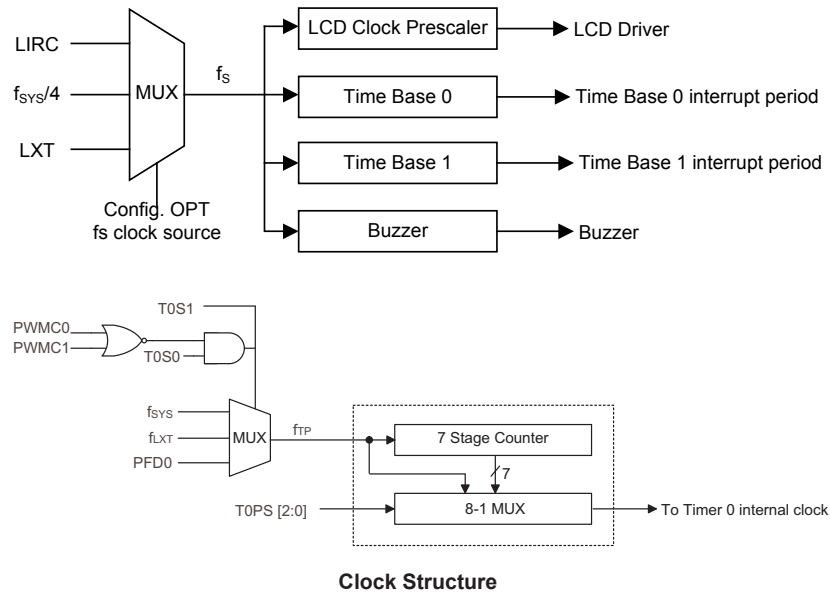 LIRC
fSYS/4
LXT
MUX
Config. OPT
fs clock source
fS
LCD Clock Prescaler
LCD Driver
Time Base 0
Time Base 0 interrupt period
Time Base 1
Time Base 1 interrupt period
Buzzer
Buzzer
T0S1
PWMC0
PWMC1
T0S0
fSYS
fLXT
PFD0
MUX
fTP
7 Stage Counter
7
T0PS [2:0]
8-1 MUX
To Timer 0 internal clock
Clock Structure